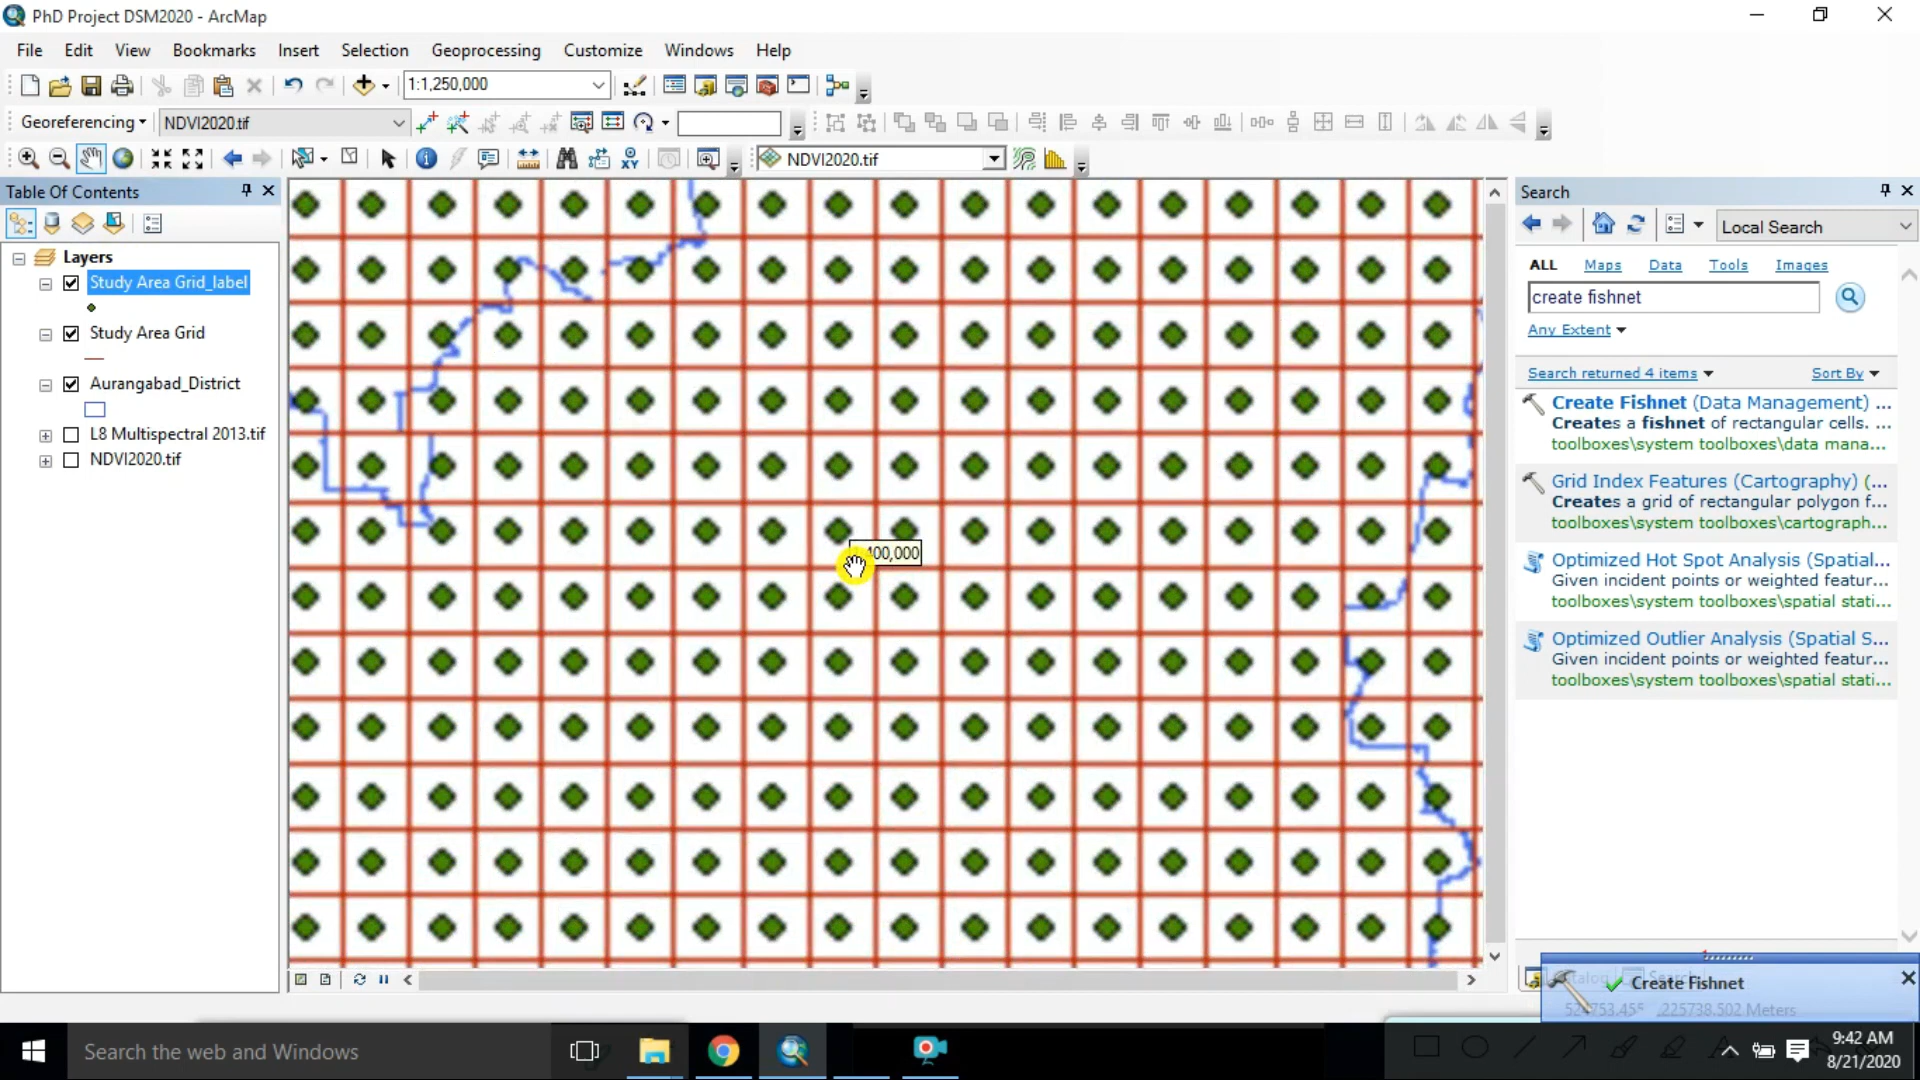 PhD Project DSM2020 - ArcMap
File Edit View Bookmarks Insert Selection Geoprocessing Customize Windows Help
1:1,250,000
Georeferencing NDVI2020.tif
NDVI2020.tif
Table Of Contents
Layers
Study Area Grid_label
Study Area Grid
Aurangabad_District
L8 Multispectral 2013.tif
NDVI2020.tif
400,000
Search
Local Search
ALL Maps Data Tools Images
create fishnet
Any Extent
Search returned 4 items Sort By
Create Fishnet (Data Management) ...
Creates a fishnet of rectangular cells. ...
toolboxes\system toolboxes\data mana...
Grid Index Features (Cartography) (...
Creates a grid of rectangular polygon f...
toolboxes\system toolboxes\cartograph...
Optimized Hot Spot Analysis (Spatial...
Given incident points or weighted featur...
toolboxes\system toolboxes\spatial stati...
Optimized Outlier Analysis (Spatial S...
Given incident points or weighted featur...
toolboxes\system toolboxes\spatial stati...
Create Fishnet
225738.502 Meters
Search the web and Windows
9:42 AM
8/21/2020